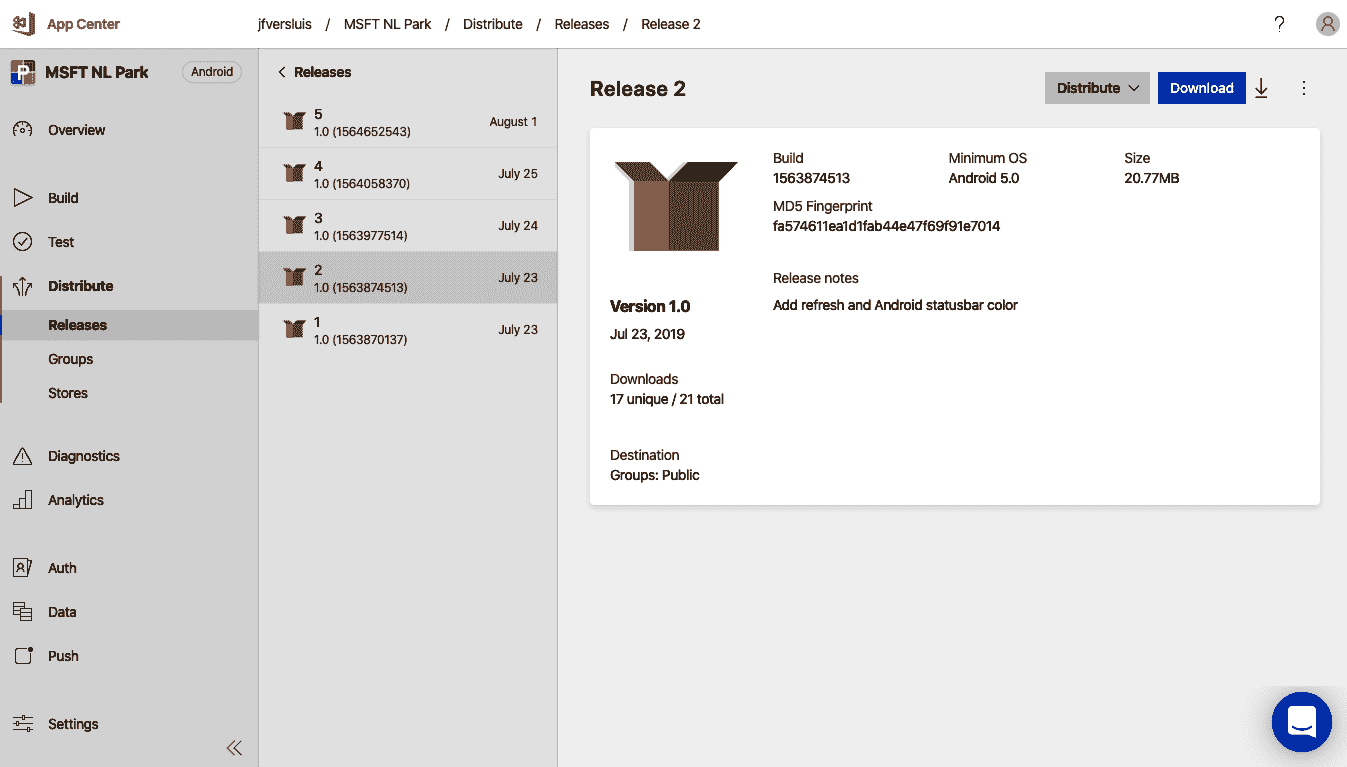 App Center
jfversluis / MSFT NL Park / Distribute / Releases / Release 2
?
MSFT NL Park
Android
Overview
Build
Test
Distribute
Releases
Groups
Stores
Diagnostics
Analytics
Auth
Data
Push
Settings
Releases
5
1.0 (1564652543)
August 1
4
1.0 (1564058370)
July 25
3
1.0 (1563977514)
July 24
2
1.0 (1563874513)
July 23
1
1.0 (1563870137)
July 23
Release 2
Distribute
Download
Version 1.0
Jul 23, 2019
Downloads
17 unique / 21 total
Destination
Groups: Public
Build
1563874513
Minimum OS
Android 5.0
Size
20.77MB
MD5 Fingerprint
fa574611ea1d1fab44e47f69f91e7014
Release notes
Add refresh and Android statusbar color